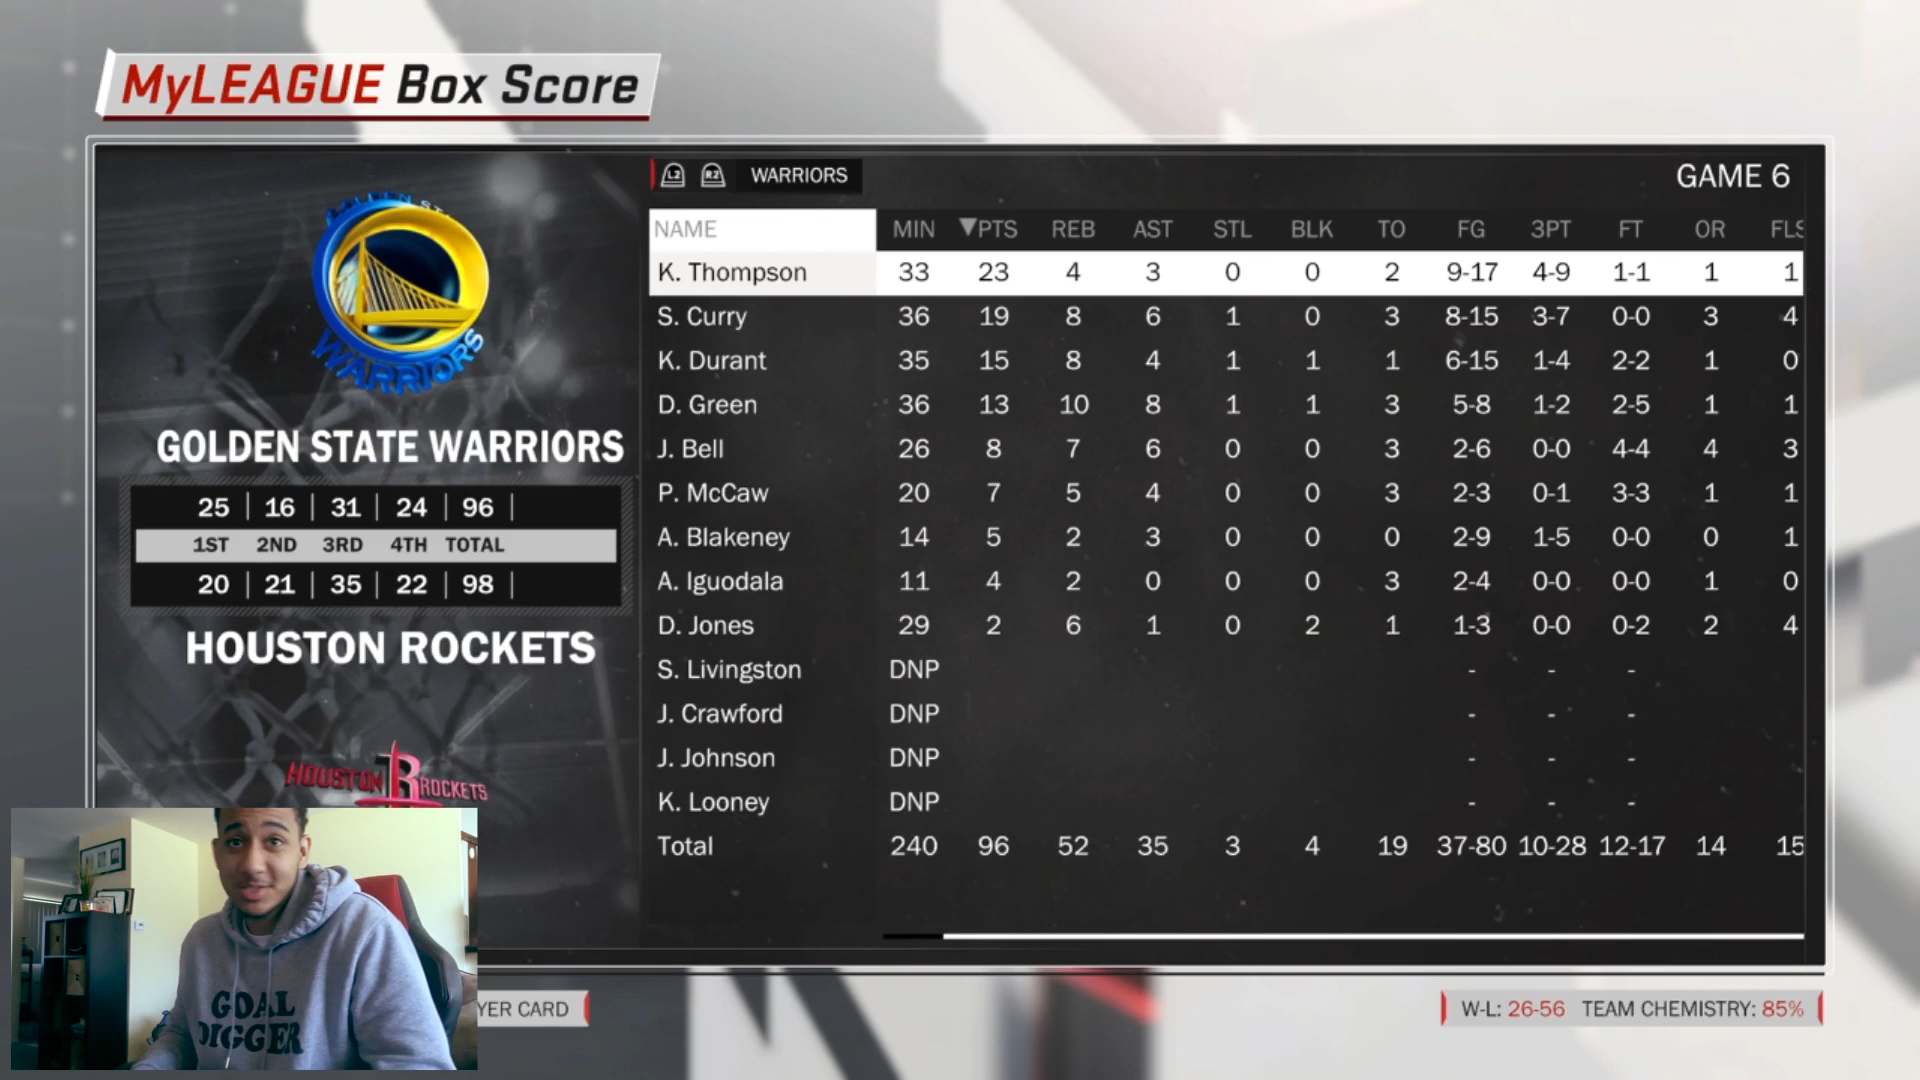 MyLEAGUE Box Score
L2 R2 WARRIORS
GAME 6
NAME MIN PTS REB AST STL BLK TO FG 3PT FT OR FLS
K. Thompson 33 23 4 3 0 0 2 9-17 4-9 1-1 1 1
S. Curry 36 19 8 6 1 0 3 8-15 3-7 0-0 3 4
K. Durant 35 15 8 4 1 1 1 6-15 1-4 2-2 1 0
D. Green 36 13 10 8 1 1 3 5-8 1-2 2-5 1 1
J. Bell 26 8 7 6 0 0 3 2-6 0-0 4-4 4 3
P. McCaw 20 7 5 4 0 0 3 2-3 0-1 3-3 1 1
A. Blakeney 14 5 2 3 0 0 0 2-9 1-5 0-0 0 1
A. Iguodala 11 4 2 0 0 0 3 2-4 0-0 0-0 1 0
D. Jones 29 2 6 1 0 2 1 1-3 0-0 0-2 2 4
S. Livingston DNP - - -
J. Crawford DNP - - -
J. Johnson DNP - - -
K. Looney DNP - - -
Total 240 96 52 35 3 4 19 37-80 10-28 12-17 14 15
GOLDEN ST.
WARRIORS
GOLDEN STATE WARRIORS
25 | 16 | 31 | 24 | 96 |
1ST 2ND 3RD 4TH TOTAL
20 | 21 | 35 | 22 | 98 |
HOUSTON ROCKETS
HOUSTON R ROCKETS
GOAL
DIGGER
YER CARD
W-L: 26-56 TEAM CHEMISTRY: 85%